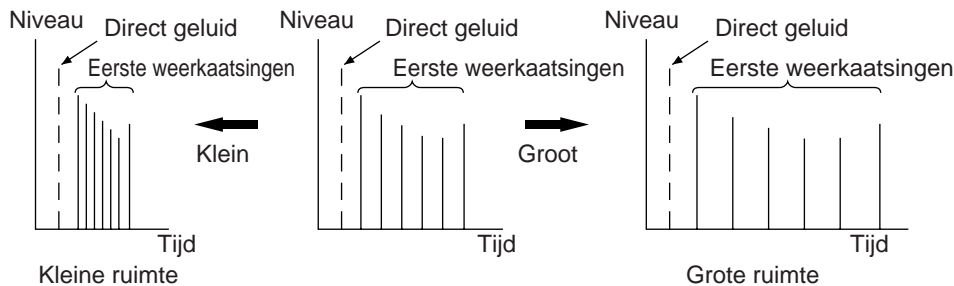 Niveau
Direct geluid
Eerste weerkaatsingen
Tijd
Kleine ruimte
Klein
Niveau
Direct geluid
Eerste weerkaatsingen
Tijd
Groot
Niveau
Direct geluid
Eerste weerkaatsingen
Tijd
Grote ruimte